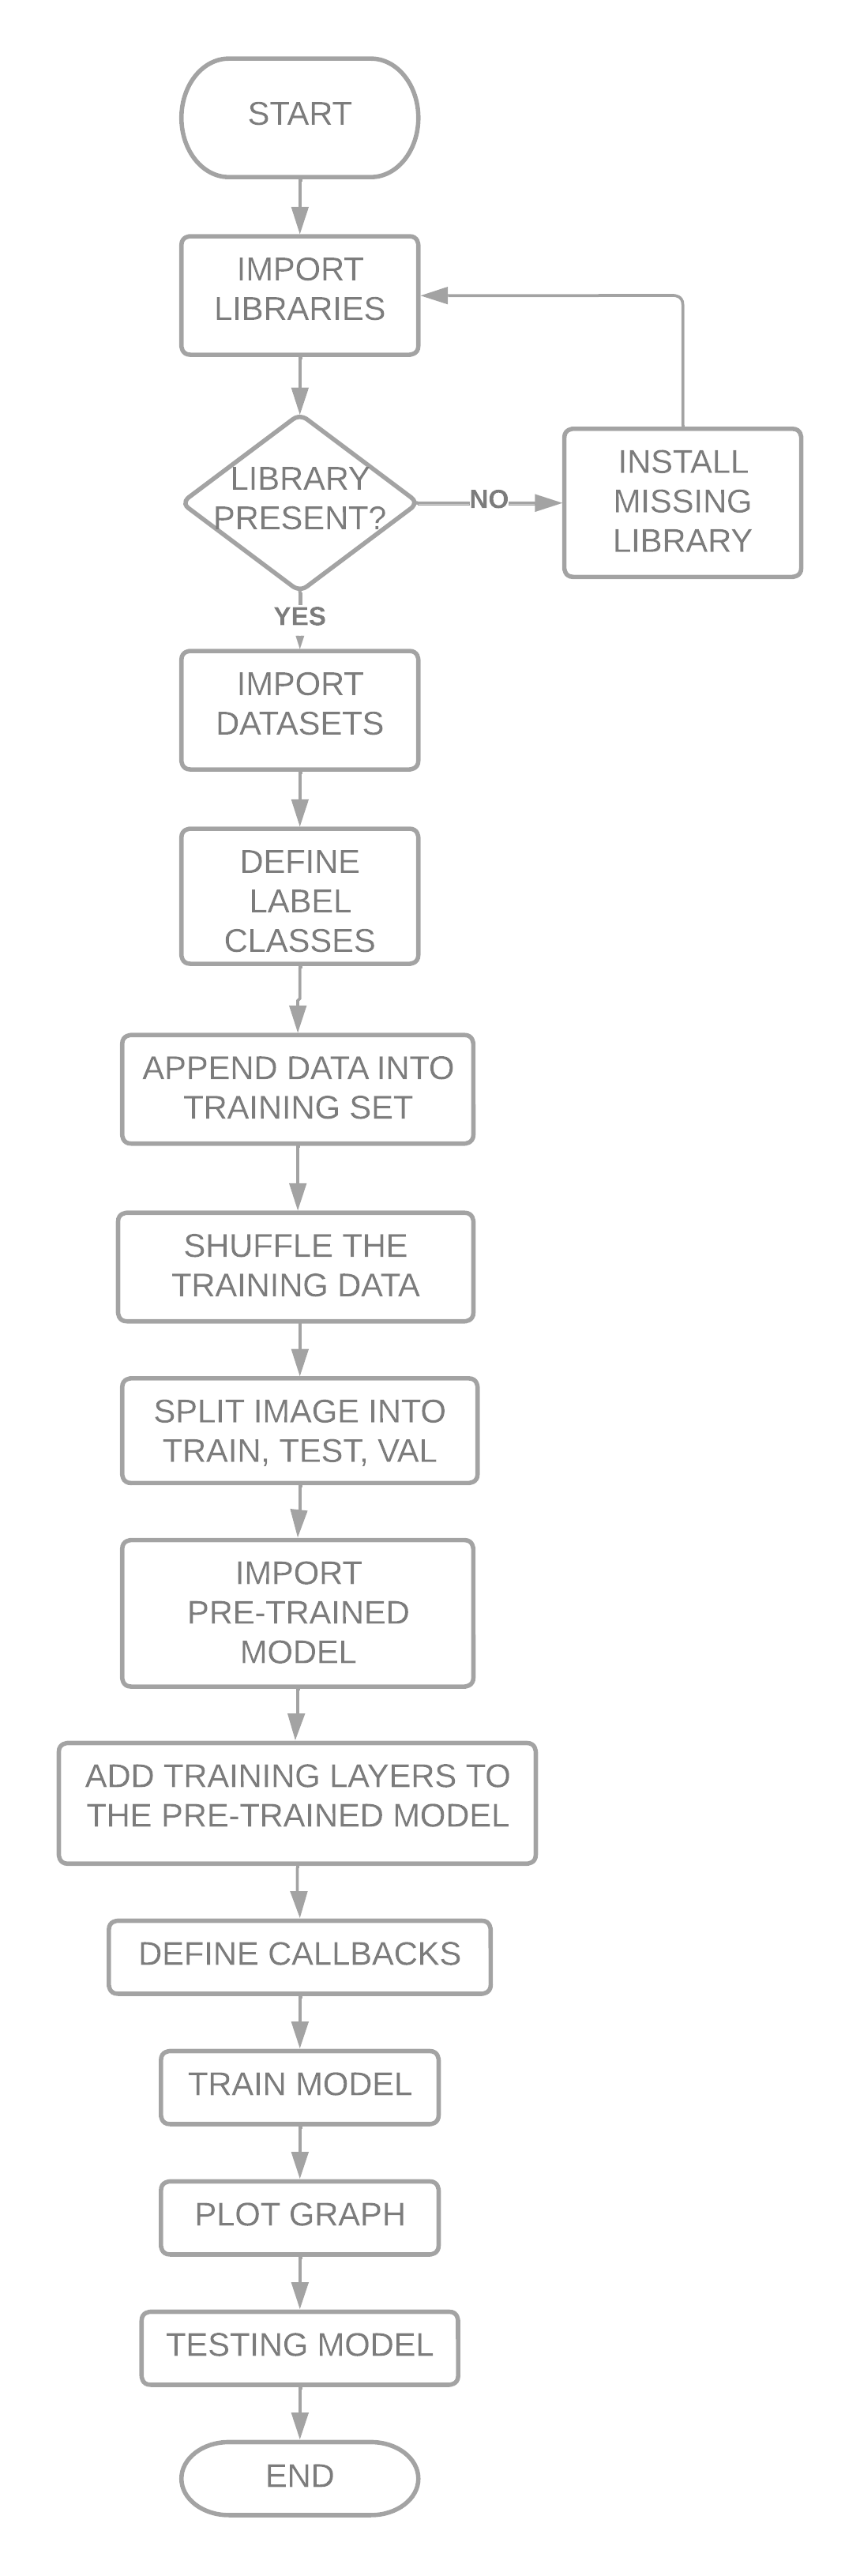 START
IMPORT
LIBRARIES
LIBRARY
PRESENT?
NO
INSTALL
MISSING
LIBRARY
YES
IMPORT
DATASETS
DEFINE
LABEL
CLASSES
APPEND DATA INTO
TRAINING SET
SHUFFLE THE
TRAINING DATA
SPLIT IMAGE INTO
TRAIN, TEST, VAL
IMPORT
PRE-TRAINED
MODEL
ADD TRAINING LAYERS TO
THE PRE-TRAINED MODEL
DEFINE CALLBACKS
TRAIN MODEL
PLOT GRAPH
TESTING MODEL
END